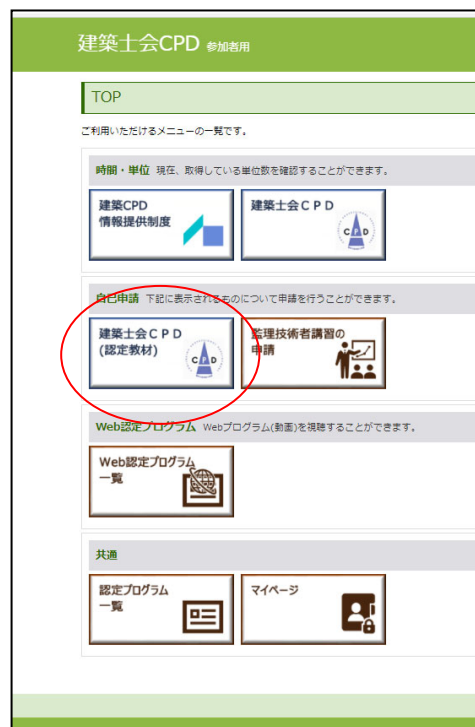 建築士会CPD 参加者用
TOP
ご利用いただけるメニューの一覧です。
時間・単位 現在、取得している単位数を確認することができます。
建築CPD
情報提供制度
建築士会ＣＰＤ
CPD
自己申請 下記に表示されるものについて申請を行うことができます。
建築士会ＣＰＤ
(認定教材)
CPD
監理技術者講習の
申請
Web認定プログラム Webプログラム(動画)を視聴することができます。
Web認定プログラム
一覧
共通
認定プログラム
一覧
マイページ